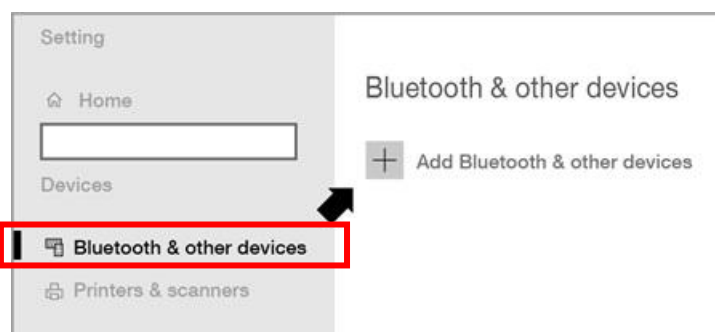 Setting
Home
Devices
Bluetooth & other devices
Printers & scanners
Bluetooth & other devices
Add Bluetooth & other devices